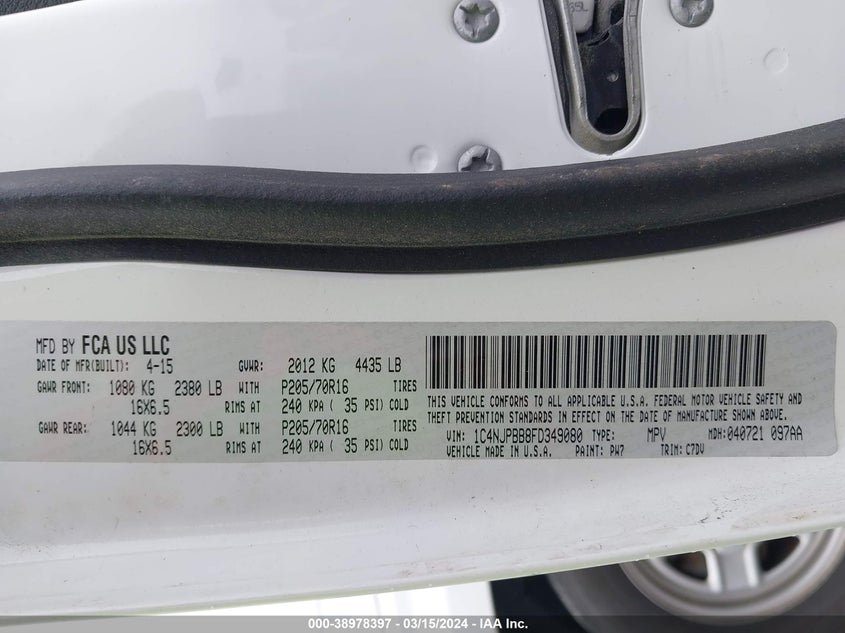 65L
MFD BY FCA US LLC
DATE OF MFR(BUILT): 4-15 GVWR: 2012 KG 4435 LB
GAWR FRONT: 1080 KG 2380 LB WITH P205/70R16 TIRES
16X6.5 RIMS AT 240 KPA ( 35 PSI) COLD
GAWR REAR: 1044 KG 2300 LB WITH P205/70R16 TIRES
16X6.5 RIMS AT 240 KPA ( 35 PSI) COLD
THIS VEHICLE CONFORMS TO ALL APPLICABLE U.S.A. FEDERAL MOTOR VEHICLE SAFETY AND
THEFT PREVENTION STANDARDS IN EFFECT ON THE DATE OF MANUFACTURE SHOWN ABOVE.
VIN: 1C4NJPBB8FD349080 TYPE: MPV MDH:040721 097AA
VEHICLE MADE IN U.S.A. PAINT: PW7 TRIM: C7DV
000-38978397 - 03/15/2024 - IAA Inc.